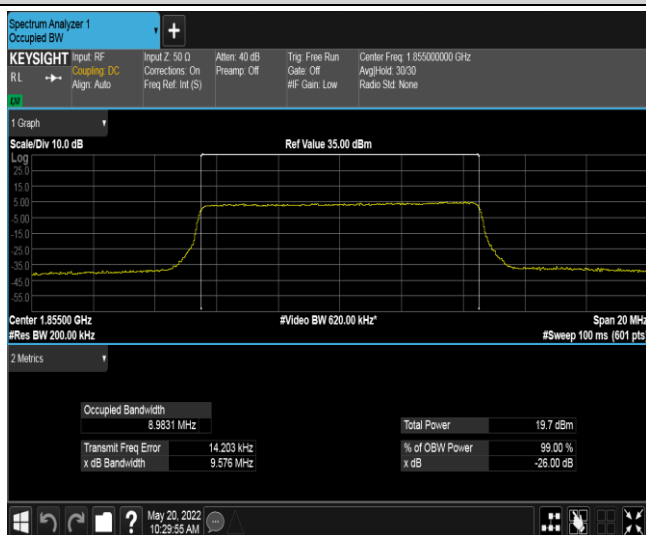 Spectrum Analyzer 1
Occupied BW
+
KEYSIGHT Input: RF Input Z: 50 Ω Atten: 40 dB Trig: Free Run Center Freq: 1.855000000 GHz
RL Coupling: DC Corrections: On Preamp: Off Gate: Off Avg|Hold: 30/30
Align: Auto Freq Ref: Int (S) #IF Gain: Low Radio Std: None
1 Graph
Scale/Div 10.0 dB Ref Value 35.00 dBm
Log
25.0
15.0
5.00
-5.00
-15.0
-25.0
-35.0
-45.0
-55.0
Center 1.85500 GHz #Video BW 620.00 kHz* Span 20 MHz
#Res BW 200.00 kHz #Sweep 100 ms (601 pts)
2 Metrics
Occupied Bandwidth
8.9831 MHz Total Power 19.7 dBm
Transmit Freq Error 14.203 kHz % of OBW Power 99.00 %
x dB Bandwidth 9.576 MHz x dB -26.00 dB
? May 20, 2022
10:29:55 AM